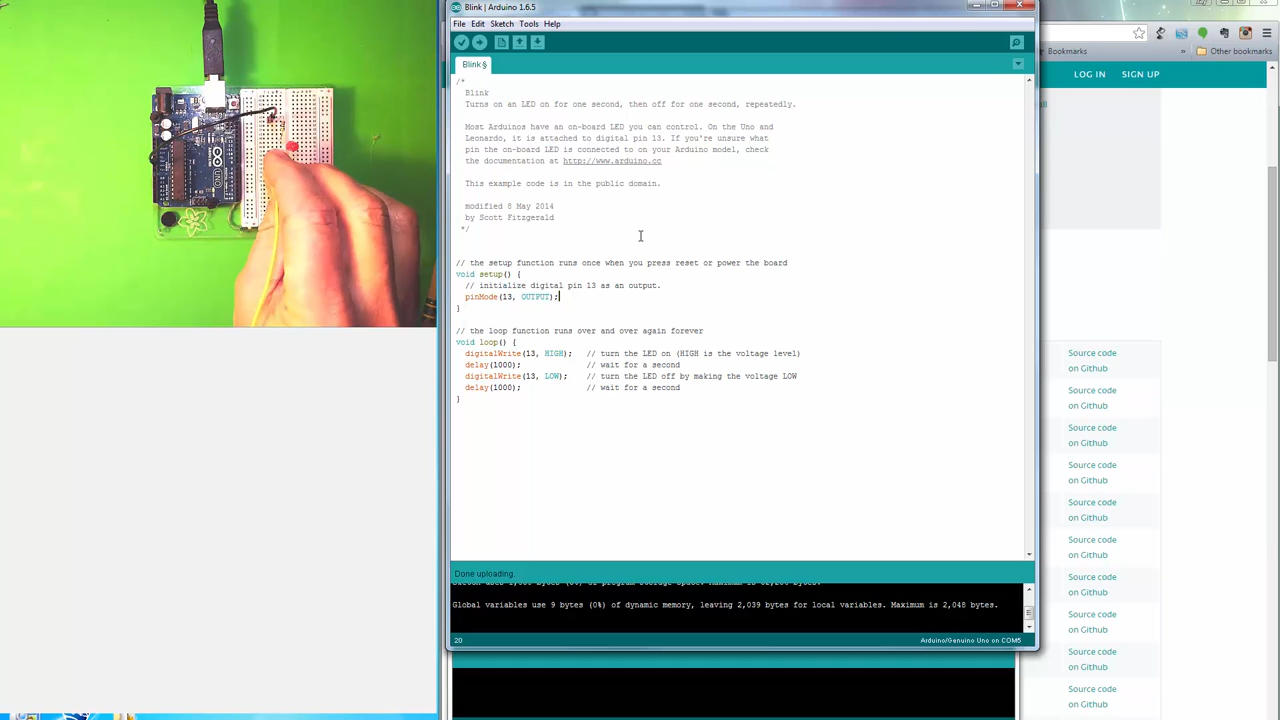 Blink | Arduino 1.6.5
File Edit Sketch Tools Help
Blink§
/*
Blink
Turns on an LED on for one second, then off for one second, repeatedly.
Most Arduinos have an on-board LED you can control. On the Uno and
Leonardo, it is attached to digital pin 13. If you're unsure what
pin the on-board LED is connected to on your Arduino model, check
the documentation at http://www.arduino.cc
This example code is in the public domain.
modified 8 May 2014
by Scott Fitzgerald
*/
// the setup function runs once when you press reset or power the board
void setup() {
// initialize digital pin 13 as an output.
pinMode(13, OUTPUT);
}
// the loop function runs over and over again forever
void loop() {
digitalWrite(13, HIGH);   // turn the LED on (HIGH is the voltage level)
delay(1000);              // wait for a second
digitalWrite(13, LOW);    // turn the LED off by making the voltage LOW
delay(1000);              // wait for a second
}
Done uploading.
Global variables use 9 bytes (0%) of dynamic memory, leaving 2,039 bytes for local variables. Maximum is 2,048 bytes.
20
Arduino/Genuino Uno on COM5
UNO
Bookmarks
» Other bookmarks
LOG IN SIGN UP
Source code
on Github
Source code
on Github
Source code
on Github
Source code
on Github
Source code
on Github
Source code
on Github
Source code
on Github
Source code
on Github
Source code
on Github
Source code
on Github